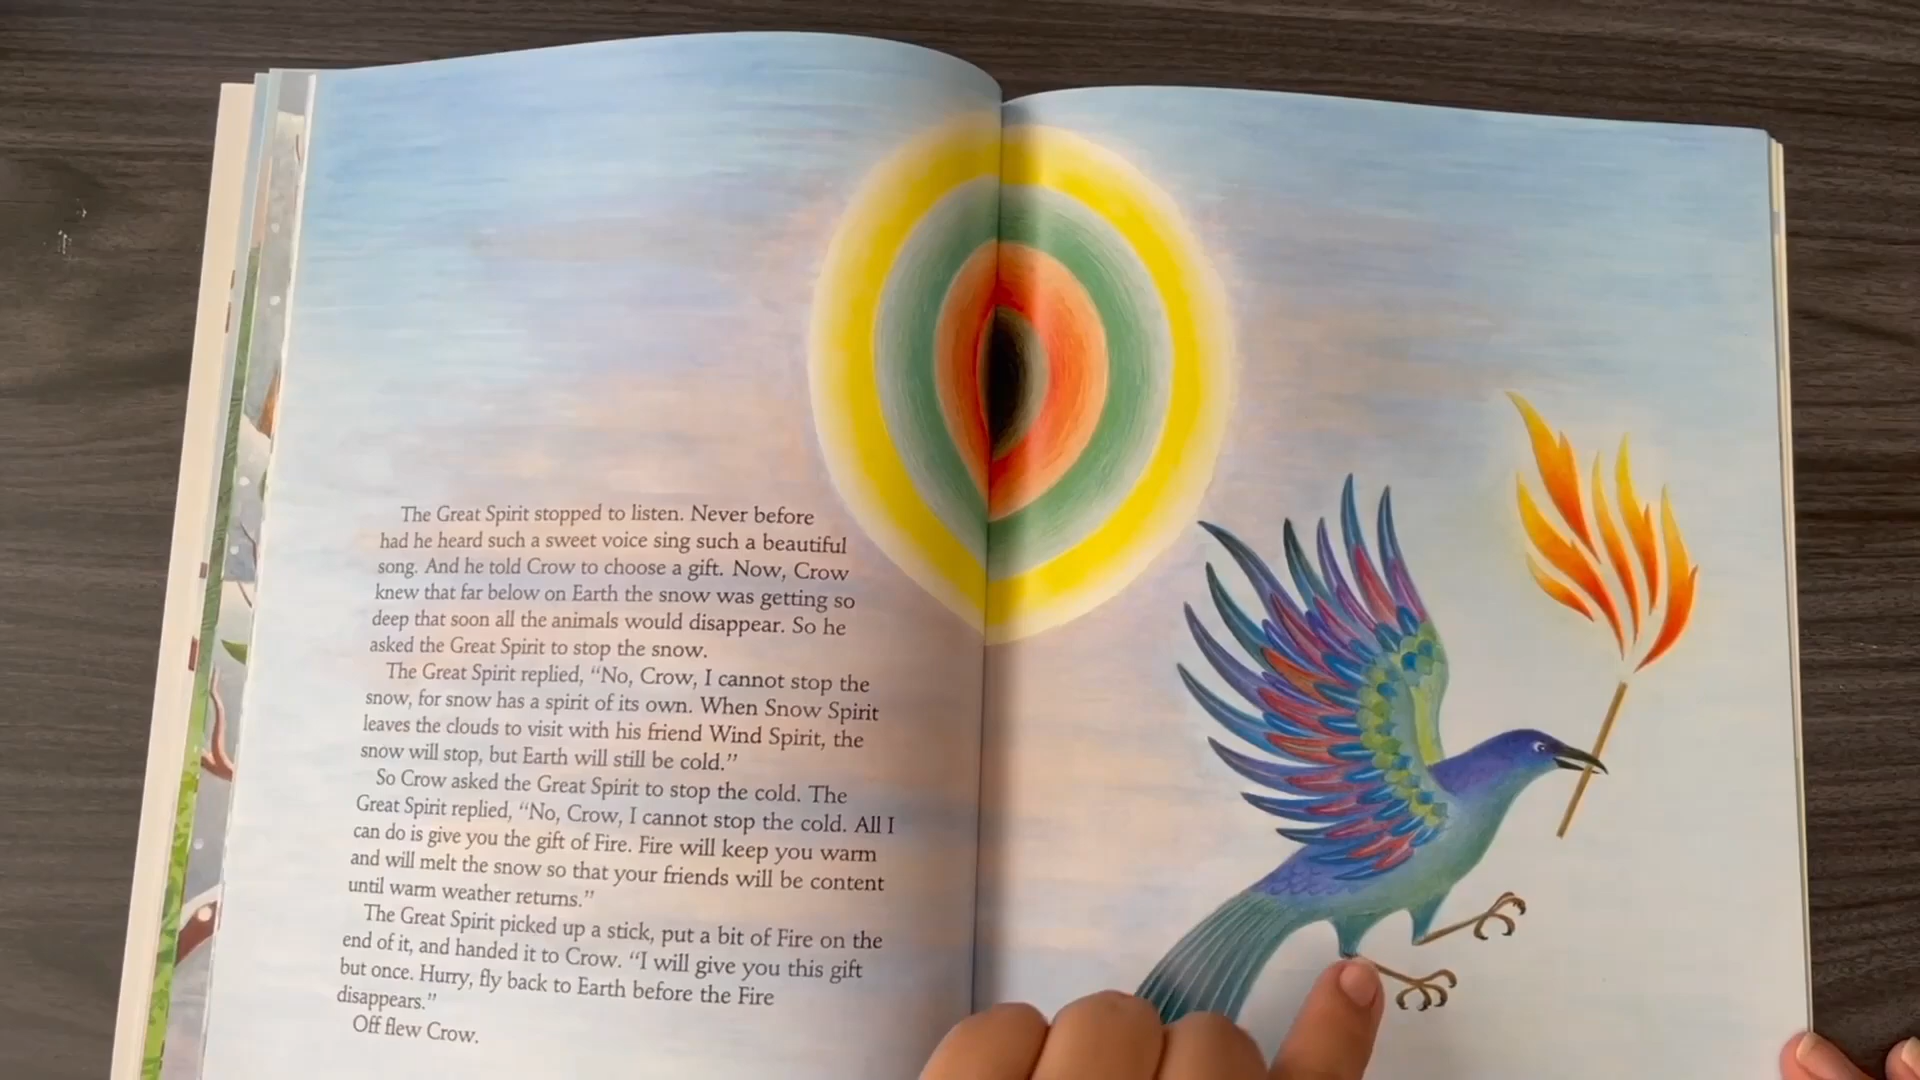 The Great Spirit stopped to listen. Never before
had he heard such a sweet voice sing such a beautiful
song. And he told Crow to choose a gift. Now, Crow
knew that far below on Earth the snow was getting so
deep that soon all the animals would disappear. So he
asked the Great Spirit to stop the snow.
The Great Spirit replied, “No, Crow, I cannot stop the
snow, for snow has a spirit of its own. When Snow Spirit
leaves the clouds to visit with his friend Wind Spirit, the
snow will stop, but Earth will still be cold.”
So Crow asked the Great Spirit to stop the cold. The
Great Spirit replied, “No, Crow, I cannot stop the cold. All I
can do is give you the gift of Fire. Fire will keep you warm
and will melt the snow so that your friends will be content
until warm weather returns.”
The Great Spirit picked up a stick, put a bit of Fire on the
end of it, and handed it to Crow. “I will give you this gift
but once. Hurry, fly back to Earth before the Fire
disappears.”
Off flew Crow.